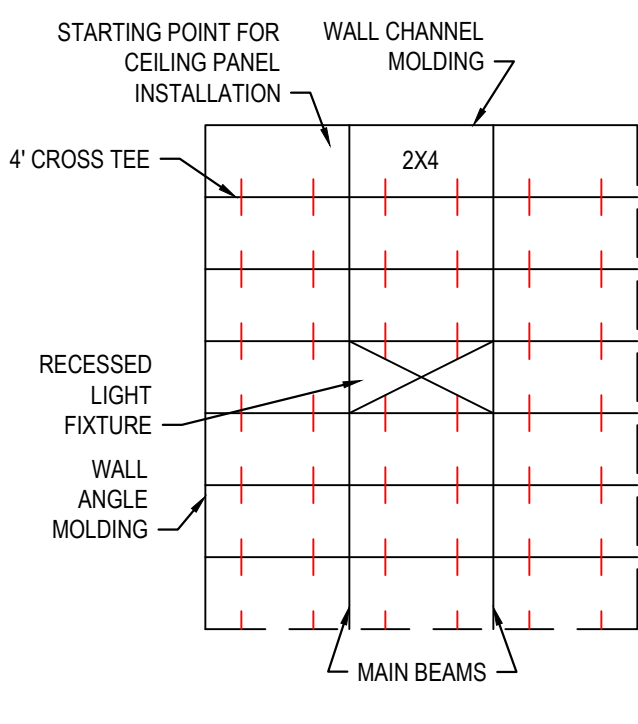 STARTING POINT FOR
CEILING PANEL
INSTALLATION
WALL CHANNEL
MOLDING
4' CROSS TEE
2X4
RECESSED
LIGHT
FIXTURE
WALL
ANGLE
MOLDING
MAIN BEAMS